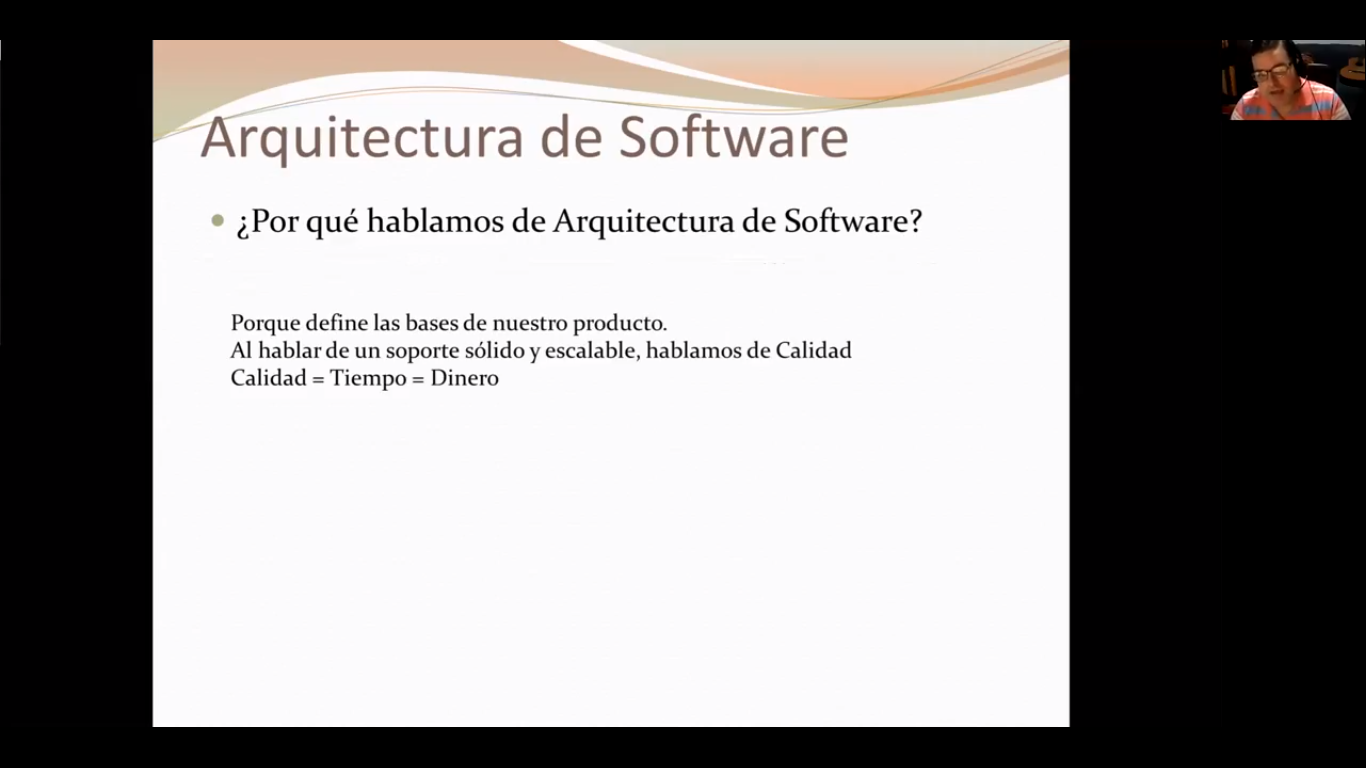 Arquitectura de Software
¿Por qué hablamos de Arquitectura de Software?
Porque define las bases de nuestro producto.
Al hablar de un soporte sólido y escalable, hablamos de Calidad
Calidad = Tiempo = Dinero